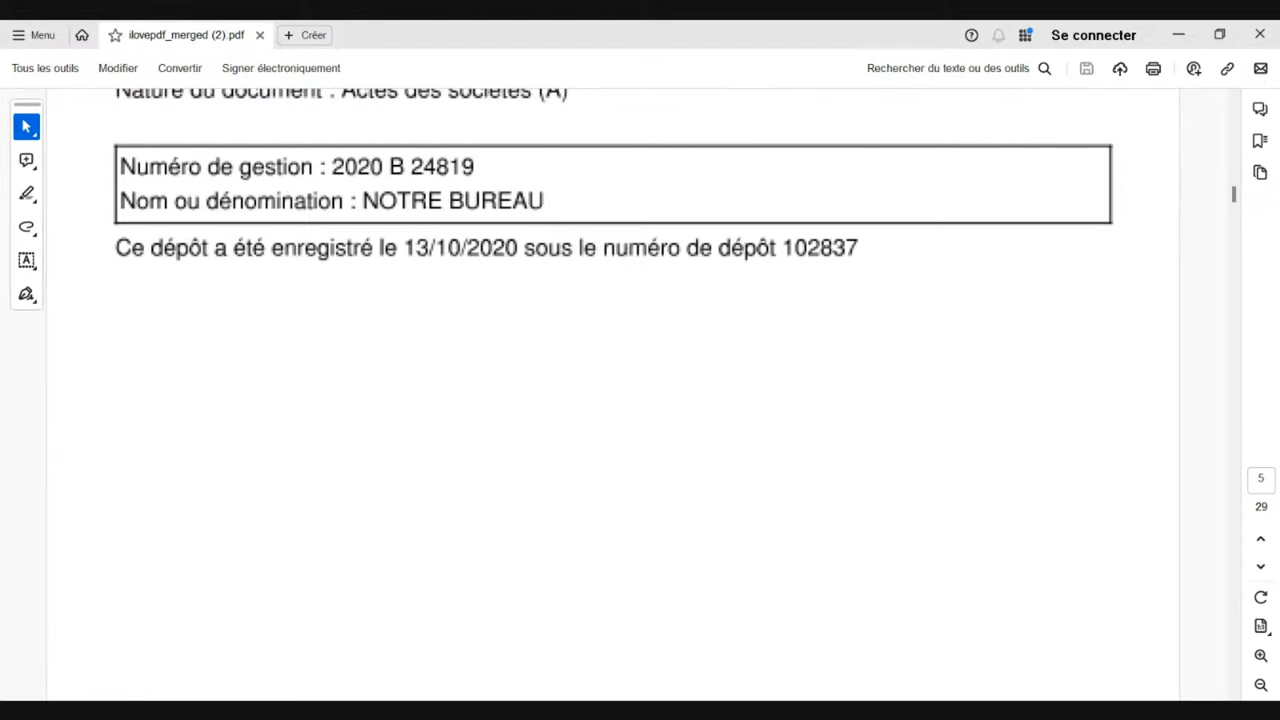 Menu
ilovepdf_merged (2).pdf
Créer
Se connecter
Tous les outils
Modifier
Convertir
Signer électroniquement
Rechercher du texte ou des outils
Nature du document : Actes des sociétés (A)
Numéro de gestion : 2020 B 24819
Nom ou dénomination : NOTRE BUREAU
Ce dépôt a été enregistré le 13/10/2020 sous le numéro de dépôt 102837
5
29